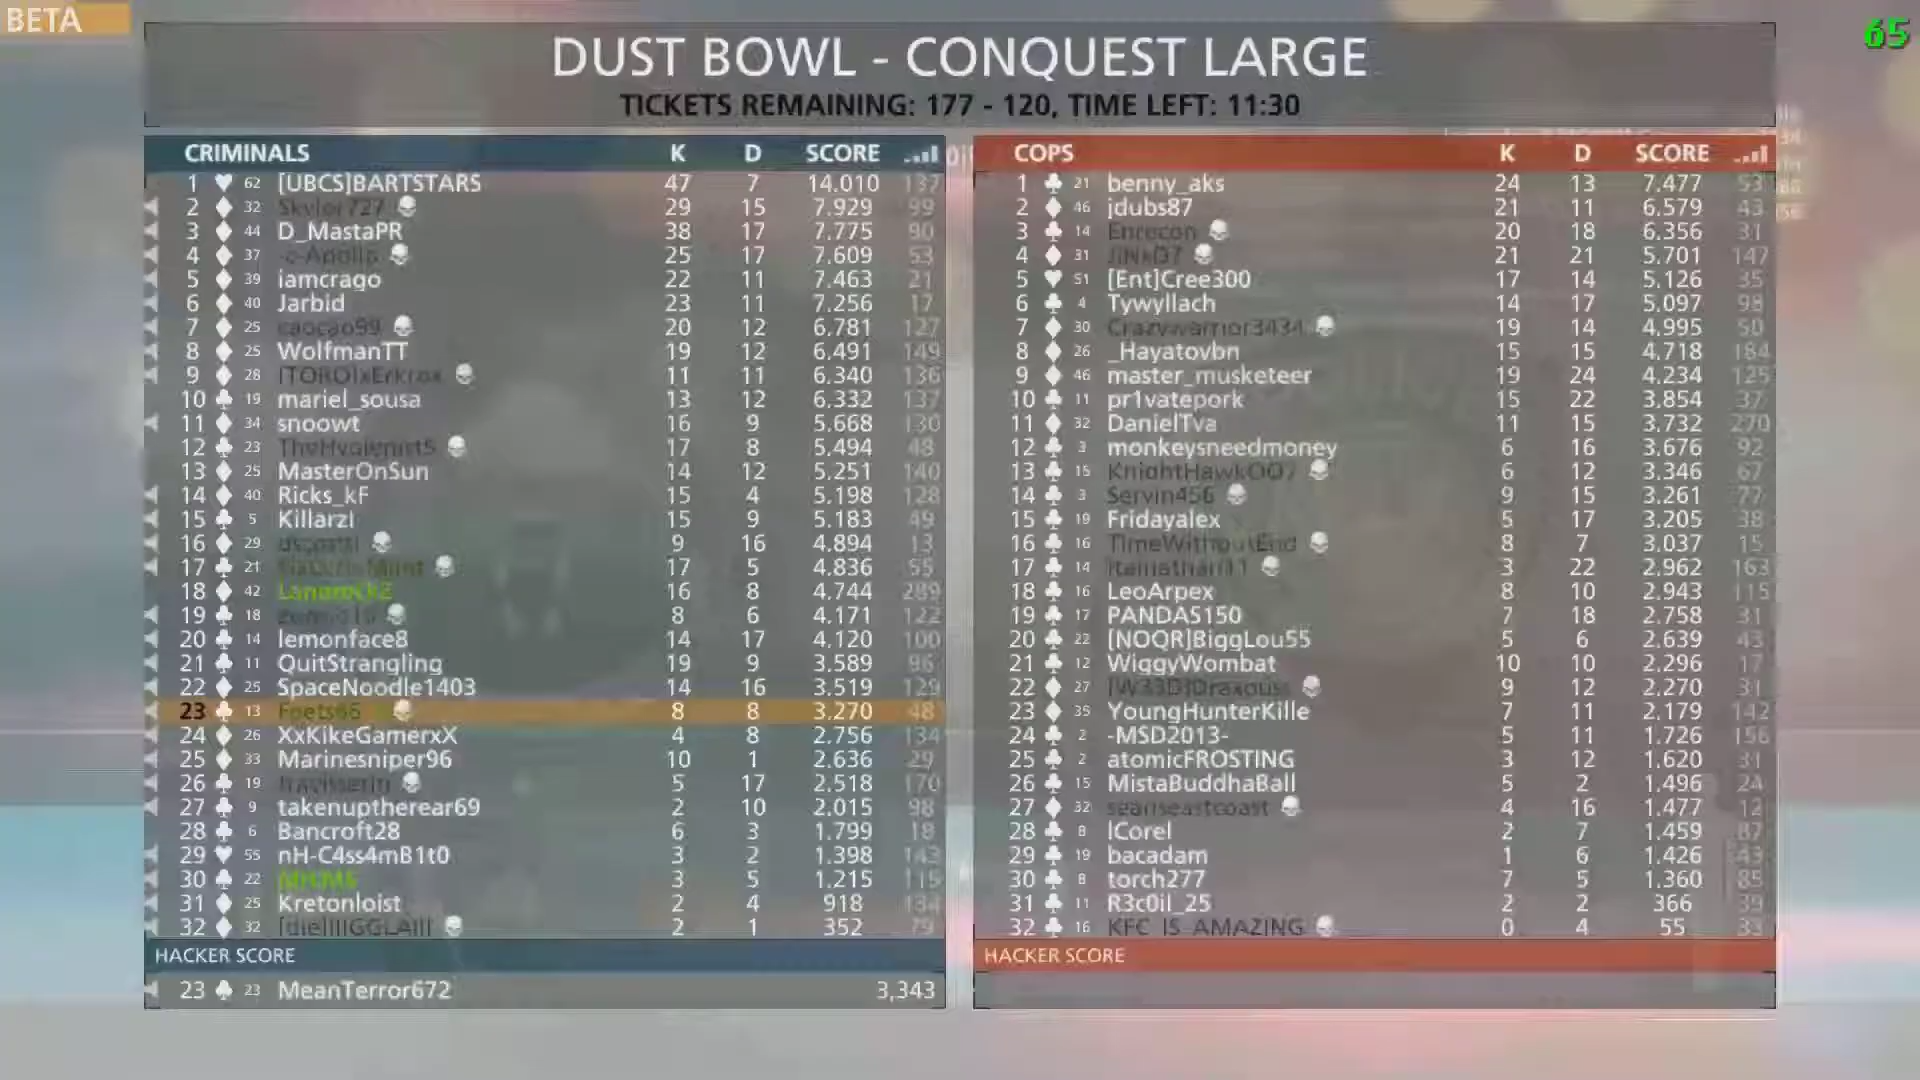 BETA
65
DUST BOWL - CONQUEST LARGE
TICKETS REMAINING: 177 - 120, TIME LEFT: 11:30
CRIMINALS K D SCORE
1 62 [UBCS]BARTSTARS 47 7 14.010 137
2 32 Skyler727 29 15 7.929 99
3 44 D_MastaPR 38 17 7.775 90
4 37 25 17 7.609 53
5 39 iamcrago 22 11 7.463 21
6 40 Jarbid 23 11 7.256 17
7 25 caocao99 20 12 6.781 127
8 25 WolfmanTT 19 12 6.491 149
9 28 [TORO]xErkrox 11 11 6.340 136
10 19 mariel_sousa 13 12 6.332 137
11 34 snoowt 16 9 5.668 130
12 23 17 8 5.494 48
13 25 MasterOnSun 14 12 5.251 140
14 40 Ricks_kF 15 4 5.198 128
15 5 Killarzl 15 9 5.183 49
16 29 9 16 4.894 13
17 21 17 5 4.836 55
18 42 16 8 4.744 289
19 18 8 6 4.171 122
20 14 lemonface8 14 17 4.120 100
21 11 QuitStrangling 19 9 3.589 96
22 25 SpaceNoodle1403 14 16 3.519 129
23 13 Foets66 8 8 3.270 48
24 26 XxKikeGamerxX 4 8 2.756 134
25 33 Marinesniper96 10 1 2.636 29
26 19 5 17 2.518 170
27 9 takenuptherear69 2 10 2.015 98
28 6 Bancroft28 6 3 1.799 18
29 55 nH-C4ss4mB1t0 3 2 1.398 143
30 22 3 5 1.215 115
31 25 Kretonloist 2 4 918 134
32 32 2 1 352 79
HACKER SCORE
23 23 MeanTerror672 3,343
COPS K D SCORE
1 21 benny_aks 24 13 7.477 53
2 46 jdubs87 21 11 6.579 43
3 14 Enrecon 20 18 6.356 31
4 31 JiNxD7 21 21 5.701 147
5 51 [Ent]Cree300 17 14 5.126 35
6 4 Tywyllach 14 17 5.097 98
7 30 Crazywarrior3434 19 14 4.995 50
8 26 _Hayatovbn 15 15 4.718 184
9 46 master_musketeer 19 24 4.234 125
10 11 pr1vatepork 15 22 3.854 37
11 32 DanielTva 11 15 3.732 270
12 3 monkeysneedmoney 6 16 3.676 92
13 15 KnightHawkOO7 6 12 3.346 67
14 3 Servin456 9 15 3.261 77
15 19 Fridayalex 5 17 3.205 38
16 16 TimeWithoutEnd 8 7 3.037 15
17 14 3 22 2.962 163
18 16 LeoArpex 8 10 2.943 115
19 17 PANDA5150 7 18 2.758 31
20 22 [NOQR]BiggLou55 5 6 2.639 43
21 12 WiggyWombat 10 10 2.296 17
22 27 [W33D]Draxouss 9 12 2.270 31
23 35 YoungHunterKille 7 11 2.179 142
24 2 -MSD2013- 5 11 1.726 156
25 2 atomicFROSTING 3 12 1.620 31
26 15 MistaBuddhaBall 5 2 1.496 24
27 32 seanseastcoast 4 16 1.477 12
28 8 lCorel 2 7 1.459 87
29 19 bacadam 1 6 1.426 43
30 8 torch277 7 5 1.360 85
31 11 R3c0il_25 2 2 366 39
32 16 KFC_IS_AMAZING 0 4 55 33
HACKER SCORE